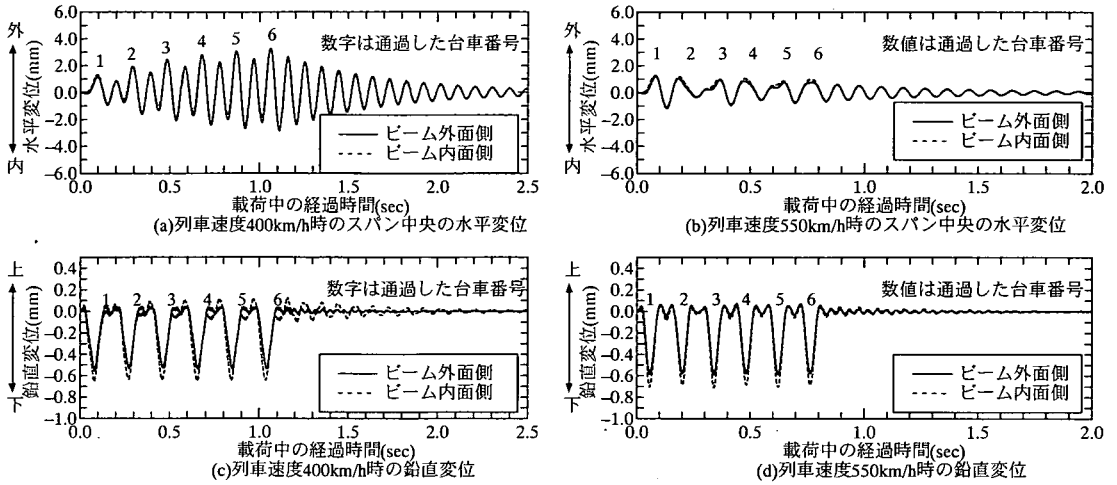 外
水平変位(mm)
内
6.0
4.0
2.0
0.0
−2.0
−4.0
−6.0
1 2 3 4 5 6
数字は通過した台車番号
ビーム外面側
ビーム内面側
0.0 0.5 1.0 1.5 2.0 2.5
載荷中の経過時間(sec)
(a)列車速度400km/h時のスパン中央の水平変位
外
水平変位(mm)
内
6.0
4.0
2.0
0.0
−2.0
−4.0
−6.0
1 2 3 4 5 6
数値は通過した台車番号
ビーム外面側
ビーム内面側
0.0 0.5 1.0 1.5 2.0
載荷中の経過時間(sec)
(b)列車速度550km/h時のスパン中央の水平変位
上
鉛直変位(mm)
下
0.4
0.2
0.0
−0.2
−0.4
−0.6
−0.8
−1.0
1 2 3 4 5 6
数字は通過した台車番号
ビーム外面側
ビーム内面側
0.0 0.5 1.0 1.5 2.0 2.5
載荷中の経過時間(sec)
(c)列車速度400km/h時の鉛直変位
上
鉛直変位(mm)
下
0.4
0.2
0.0
−0.2
−0.4
−0.6
−0.8
−1.0
1 2 3 4 5 6
数値は通過した台車番号
ビーム外面側
ビーム内面側
0.0 0.5 1.0 1.5 2.0
載荷中の経過時間(sec)
(d)列車速度550km/h時の鉛直変位